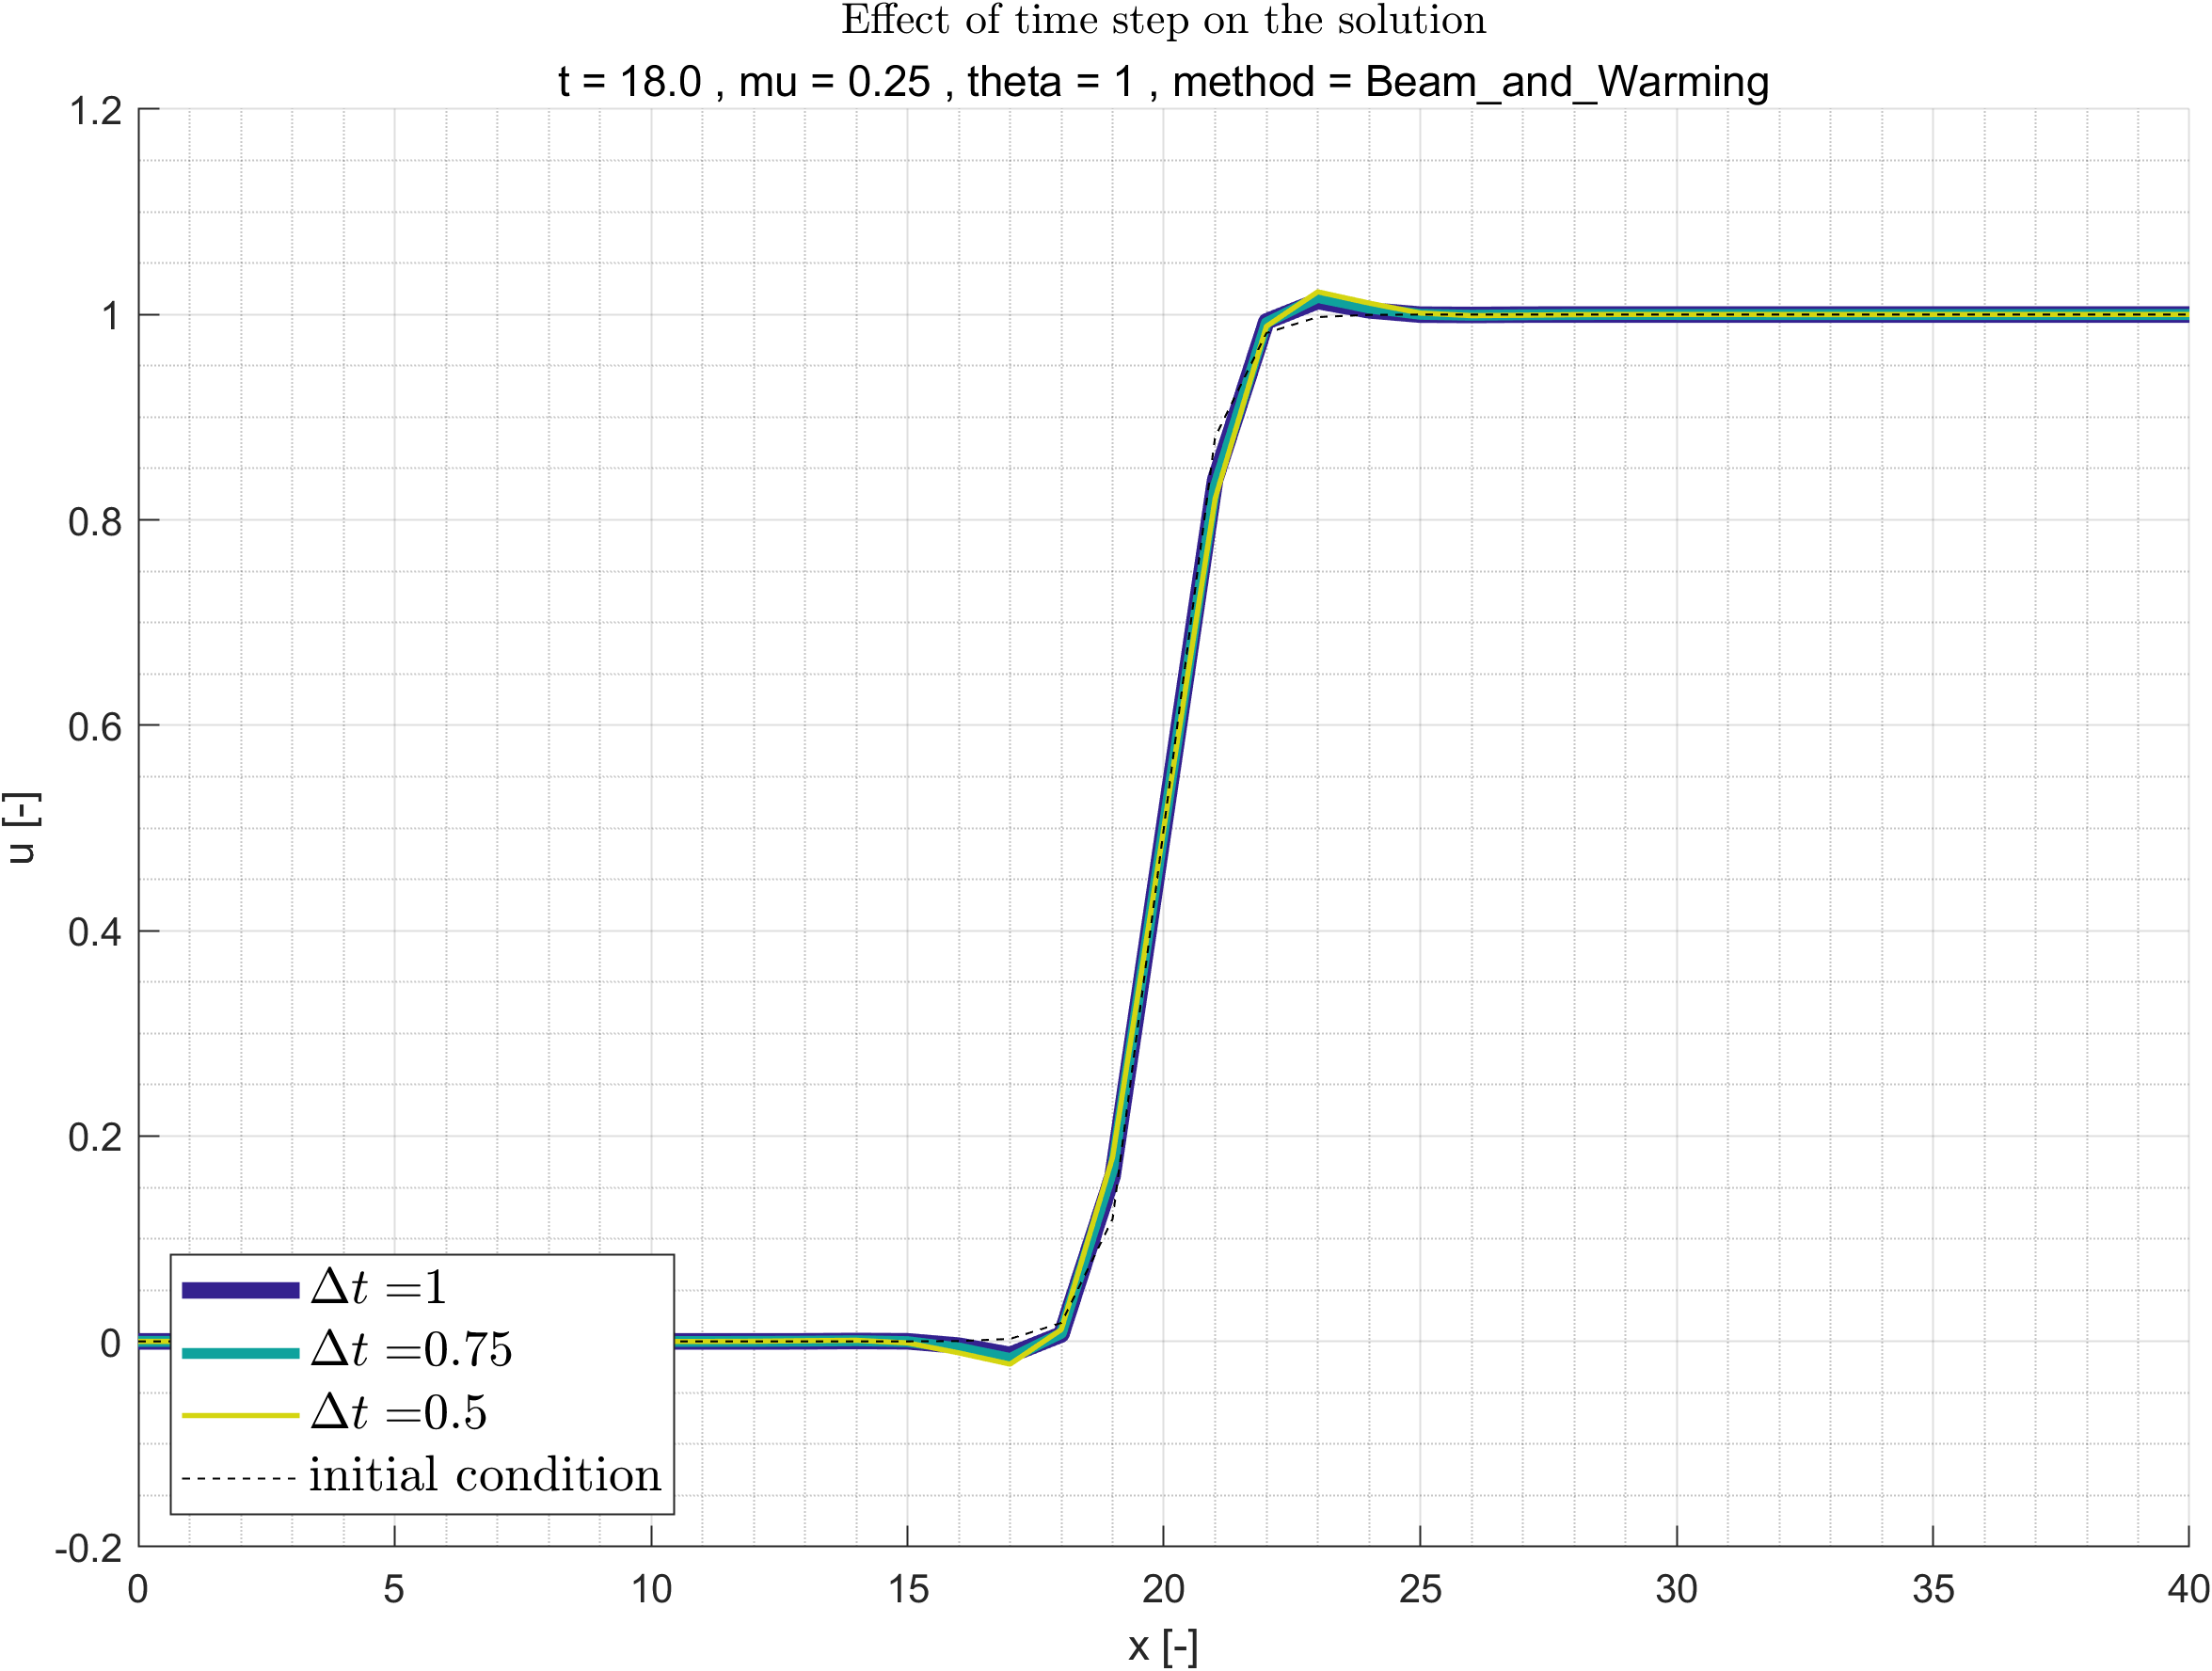 Effect of time step on the solution
t = 18.0 , mu = 0.25 , theta = 1 , method = Beam_and_Warming
1.2
1
0.8
0.6
0.4
0.2
0
-0.2
u [-]
Δt =1
Δt =0.75
Δt =0.5
initial condition
0 5 10 15 20 25 30 35 40
x [-]